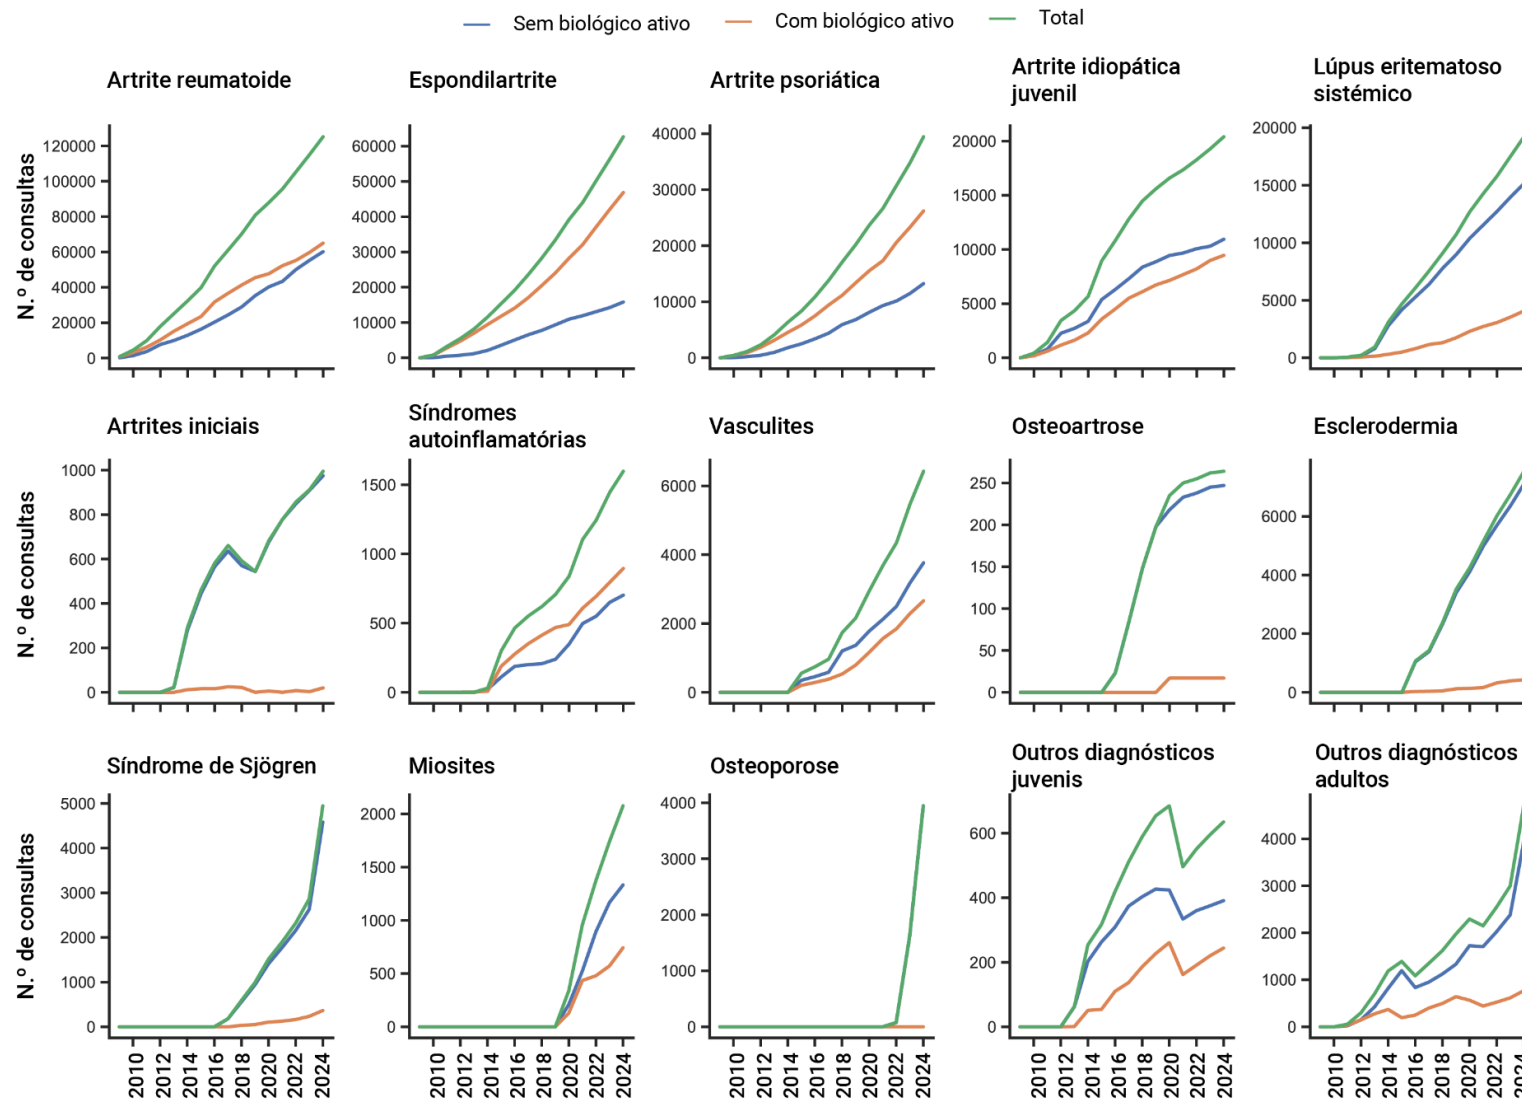 Sem biológico ativo
Com biológico ativo
Total
Artrite reumatoide
Espondilartrite
Artrite psoriática
Artrite idiopática
juvenil
Lúpus eritematoso
sistémico
N.º de consultas
120000
100000
80000
60000
40000
20000
0
60000
50000
40000
30000
20000
10000
0
40000
30000
20000
10000
0
20000
15000
10000
5000
0
20000
15000
10000
5000
0
Artrites iniciais
Síndromes
autoinflamatórias
Vasculites
Osteoartrose
Esclerodermia
N.º de consultas
1000
800
600
400
200
0
1500
1000
500
0
6000
4000
2000
0
250
200
150
100
50
0
6000
4000
2000
0
Síndrome de Sjögren
Miosites
Osteoporose
Outros diagnósticos
juvenis
Outros diagnósticos
adultos
N.º de consultas
5000
4000
3000
2000
1000
0
2000
1500
1000
500
0
4000
3000
2000
1000
0
600
400
200
0
4000
3000
2000
1000
0
2010 2012 2014 2016 2018 2020 2022 2024
2010 2012 2014 2016 2018 2020 2022 2024
2010 2012 2014 2016 2018 2020 2022 2024
2010 2012 2014 2016 2018 2020 2022 2024
2010 2012 2014 2016 2018 2020 2022 2024